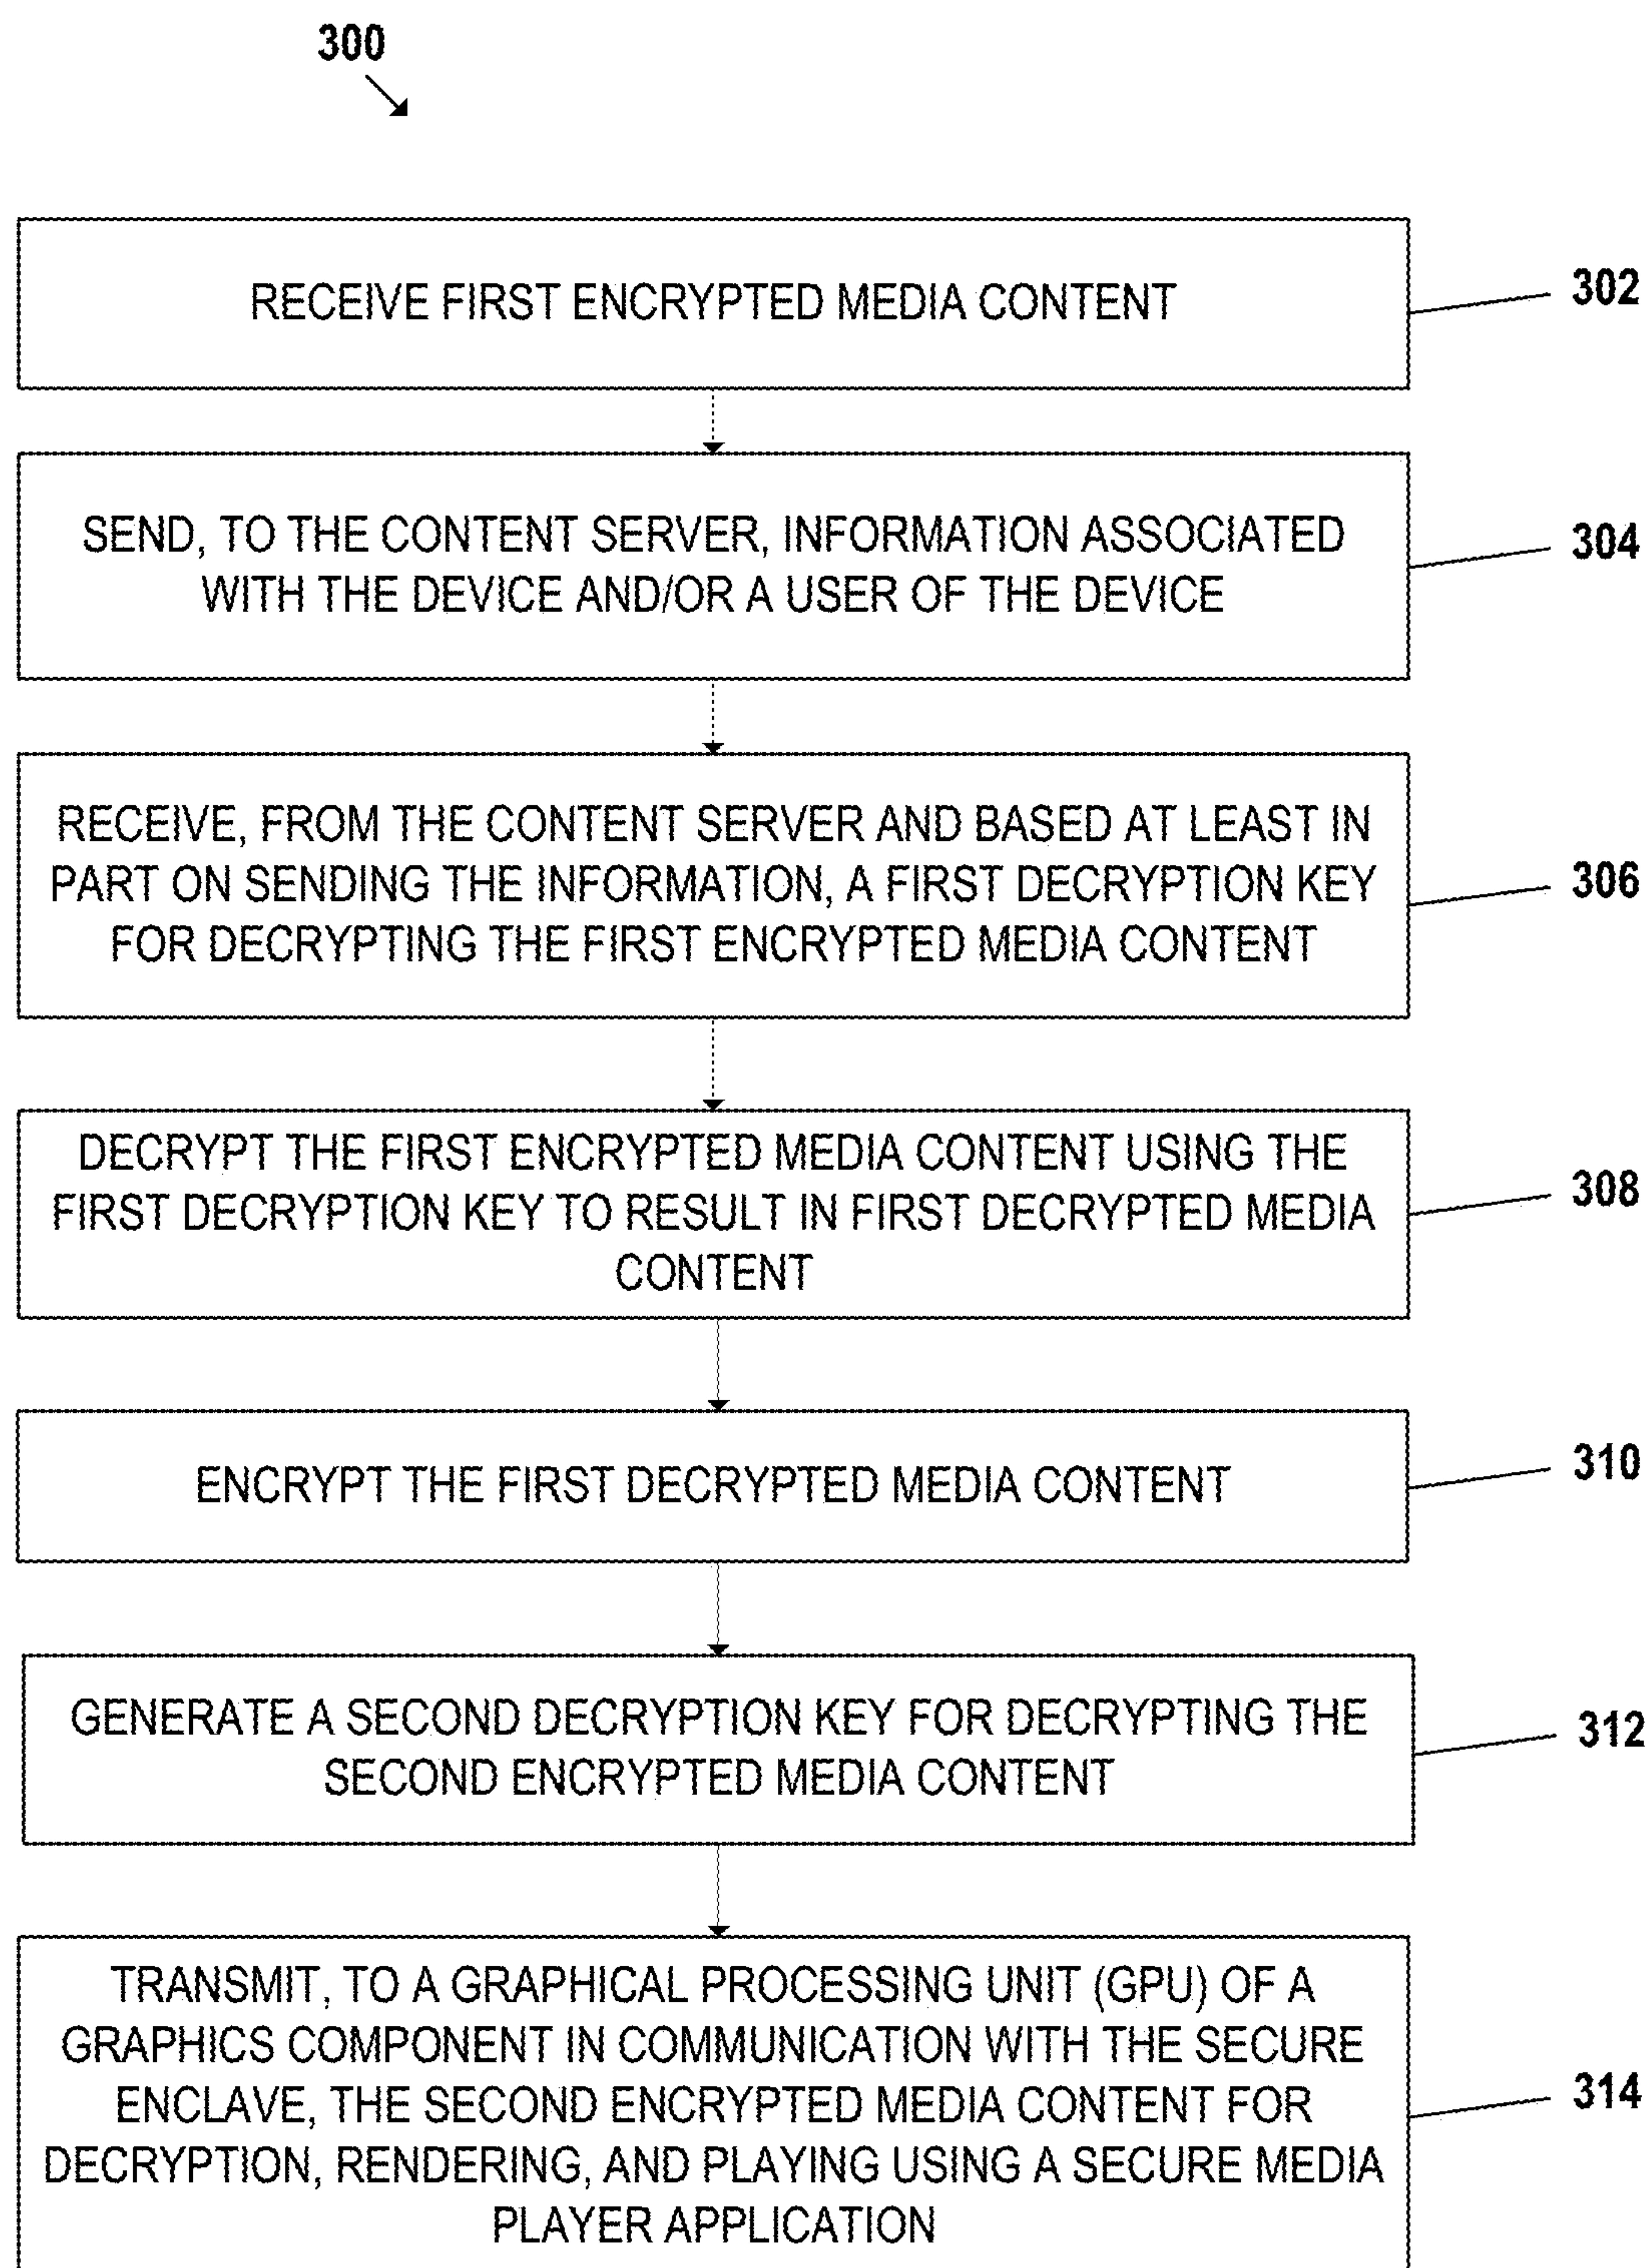 300
RECEIVE FIRST ENCRYPTED MEDIA CONTENT
302
SEND, TO THE CONTENT SERVER, INFORMATION ASSOCIATED
WITH THE DEVICE AND/OR A USER OF THE DEVICE
304
RECEIVE, FROM THE CONTENT SERVER AND BASED AT LEAST IN
PART ON SENDING THE INFORMATION, A FIRST DECRYPTION KEY
FOR DECRYPTING THE FIRST ENCRYPTED MEDIA CONTENT
306
DECRYPT THE FIRST ENCRYPTED MEDIA CONTENT USING THE
FIRST DECRYPTION KEY TO RESULT IN FIRST DECRYPTED MEDIA
CONTENT
308
ENCRYPT THE FIRST DECRYPTED MEDIA CONTENT
310
GENERATE A SECOND DECRYPTION KEY FOR DECRYPTING THE
SECOND ENCRYPTED MEDIA CONTENT
312
TRANSMIT, TO A GRAPHICAL PROCESSING UNIT (GPU) OF A
GRAPHICS COMPONENT IN COMMUNICATION WITH THE SECURE
ENCLAVE, THE SECOND ENCRYPTED MEDIA CONTENT FOR
DECRYPTION, RENDERING, AND PLAYING USING A SECURE MEDIA
PLAYER APPLICATION
314